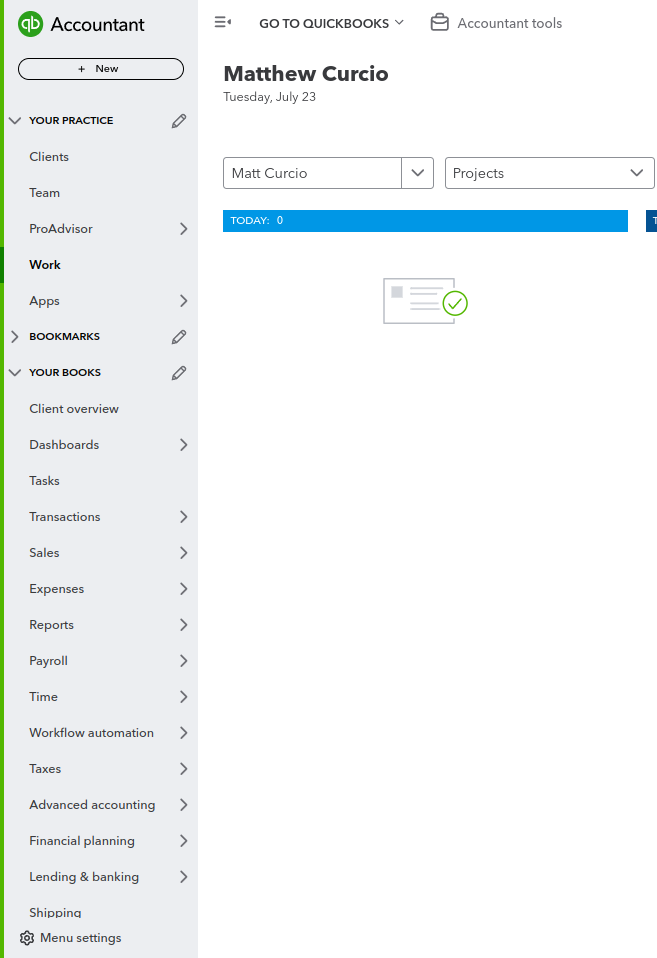 qb Accountant
+ New
YOUR PRACTICE
Clients
Team
ProAdvisor
Work
Apps
BOOKMARKS
YOUR BOOKS
Client overview
Dashboards
Tasks
Transactions
Sales
Expenses
Reports
Payroll
Time
Workflow automation
Taxes
Advanced accounting
Financial planning
Lending & banking
Shipping
Menu settings
GO TO QUICKBOOKS
Accountant tools
Matthew Curcio
Tuesday, July 23
Matt Curcio
Projects
TODAY: 0